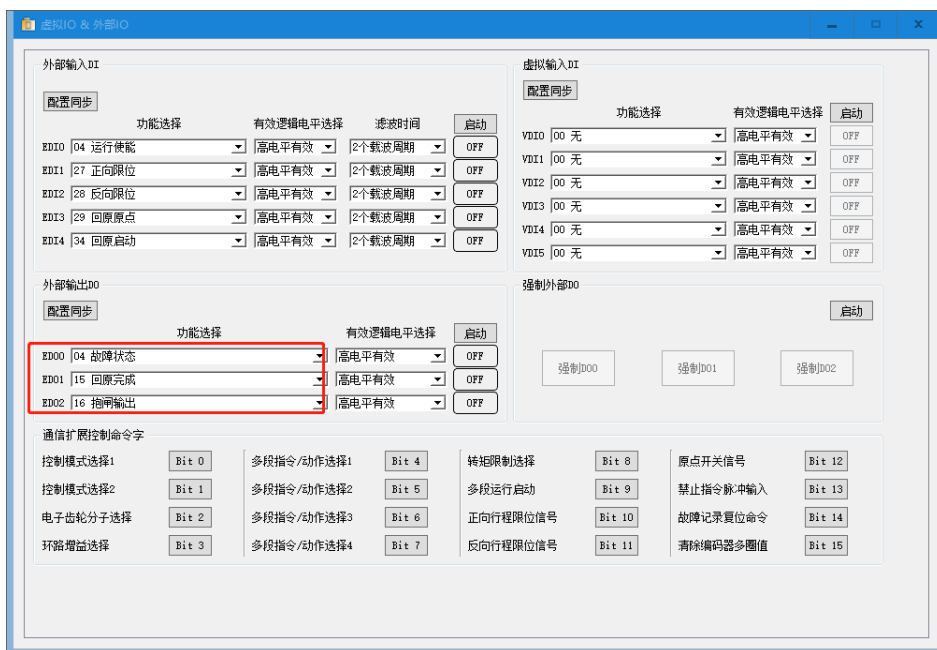 虚拟IO & 外部IO
外部输入DI
配置同步
功能选择 有效逻辑电平选择 滤波时间 启动
EDI0 04 运行使能 高电平有效 2个载波周期 OFF
EDI1 27 正向限位 高电平有效 2个载波周期 OFF
EDI2 28 反向限位 高电平有效 2个载波周期 OFF
EDI3 29 回原原点 高电平有效 2个载波周期 OFF
EDI4 34 回原启动 高电平有效 2个载波周期 OFF
虚拟输入DI
配置同步
功能选择 有效逻辑电平选择 启动
VDI0 00 无 高电平有效 OFF
VDI1 00 无 高电平有效 OFF
VDI2 00 无 高电平有效 OFF
VDI3 00 无 高电平有效 OFF
VDI4 00 无 高电平有效 OFF
VDI5 00 无 高电平有效 OFF
外部输出DO
配置同步
功能选择 有效逻辑电平选择 启动
EDO0 04 故障状态 高电平有效 OFF
EDO1 15 回原完成 高电平有效 OFF
EDO2 16 抱闸输出 高电平有效 OFF
强制外部DO
启动
强制DO0 强制DO1 强制DO2
通信扩展控制命令字
控制模式选择1 Bit 0 多段指令/动作选择1 Bit 4 转矩限制选择 Bit 8 原点开关信号 Bit 12
控制模式选择2 Bit 1 多段指令/动作选择2 Bit 5 多段运行启动 Bit 9 禁止指令脉冲输入 Bit 13
电子齿轮分子选择 Bit 2 多段指令/动作选择3 Bit 6 正向行程限位信号 Bit 10 故障记录复位命令 Bit 14
环路增益选择 Bit 3 多段指令/动作选择4 Bit 7 反向行程限位信号 Bit 11 清除编码器多圈值 Bit 15